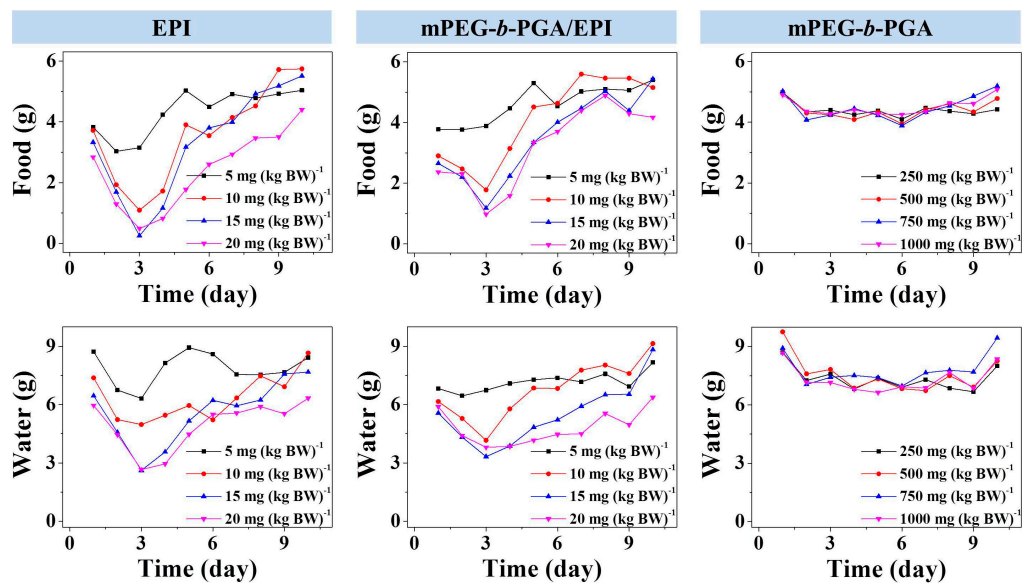 EPI
mPEG-b-PGA/EPI
mPEG-b-PGA
Food (g)
6
4
2
0
5 mg (kg BW)⁻¹
10 mg (kg BW)⁻¹
15 mg (kg BW)⁻¹
20 mg (kg BW)⁻¹
0 3 6 9
Time (day)
Food (g)
6
4
2
0
5 mg (kg BW)⁻¹
10 mg (kg BW)⁻¹
15 mg (kg BW)⁻¹
20 mg (kg BW)⁻¹
0 3 6 9
Time (day)
Food (g)
6
4
2
0
250 mg (kg BW)⁻¹
500 mg (kg BW)⁻¹
750 mg (kg BW)⁻¹
1000 mg (kg BW)⁻¹
0 3 6 9
Time (day)
Water (g)
9
6
3
0
5 mg (kg BW)⁻¹
10 mg (kg BW)⁻¹
15 mg (kg BW)⁻¹
20 mg (kg BW)⁻¹
0 3 6 9
Time (day)
Water (g)
9
6
3
0
5 mg (kg BW)⁻¹
10 mg (kg BW)⁻¹
15 mg (kg BW)⁻¹
20 mg (kg BW)⁻¹
0 3 6 9
Time (day)
Water (g)
9
6
3
0
250 mg (kg BW)⁻¹
500 mg (kg BW)⁻¹
750 mg (kg BW)⁻¹
1000 mg (kg BW)⁻¹
0 3 6 9
Time (day)